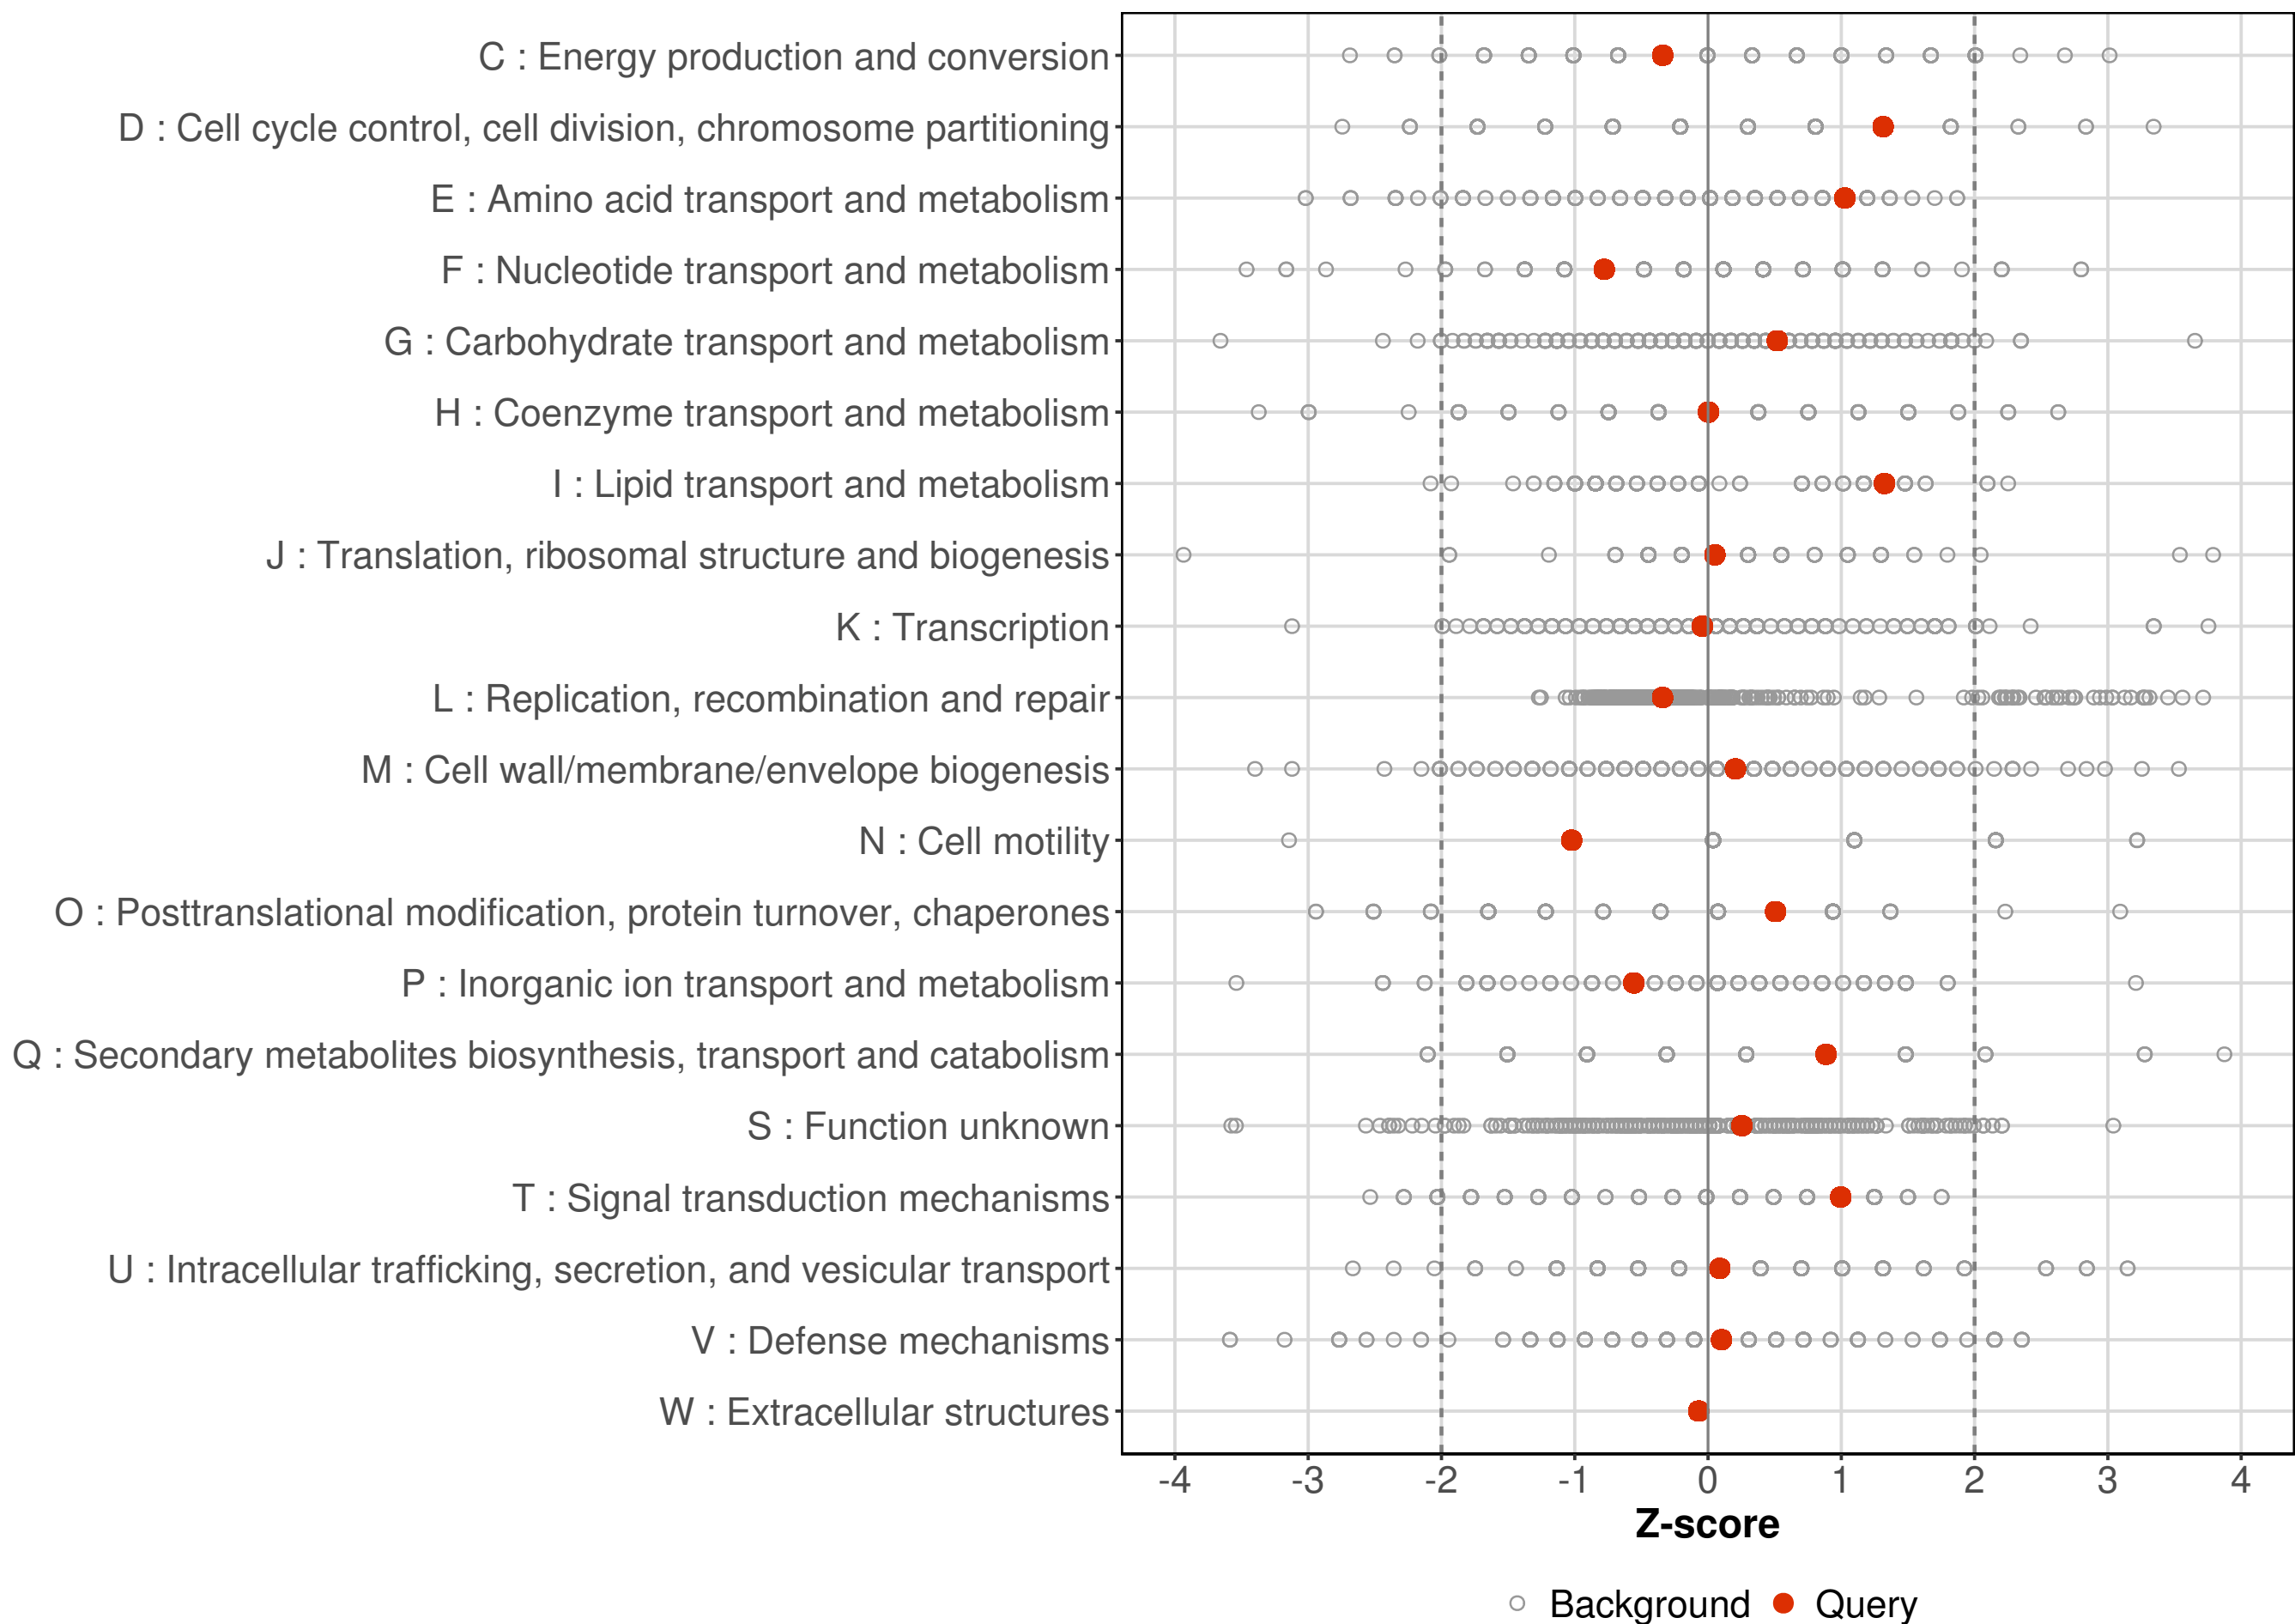 C : Energy production and conversion
D : Cell cycle control, cell division, chromosome partitioning
E : Amino acid transport and metabolism
F : Nucleotide transport and metabolism
G : Carbohydrate transport and metabolism
H : Coenzyme transport and metabolism
I : Lipid transport and metabolism
J : Translation, ribosomal structure and biogenesis
K : Transcription
L : Replication, recombination and repair
M : Cell wall/membrane/envelope biogenesis
N : Cell motility
O : Posttranslational modification, protein turnover, chaperones
P : Inorganic ion transport and metabolism
Q : Secondary metabolites biosynthesis, transport and catabolism
S : Function unknown
T : Signal transduction mechanisms
U : Intracellular trafficking, secretion, and vesicular transport
V : Defense mechanisms
W : Extracellular structures
-4 -3 -2 -1 0 1 2 3 4
Z-score
Background Query